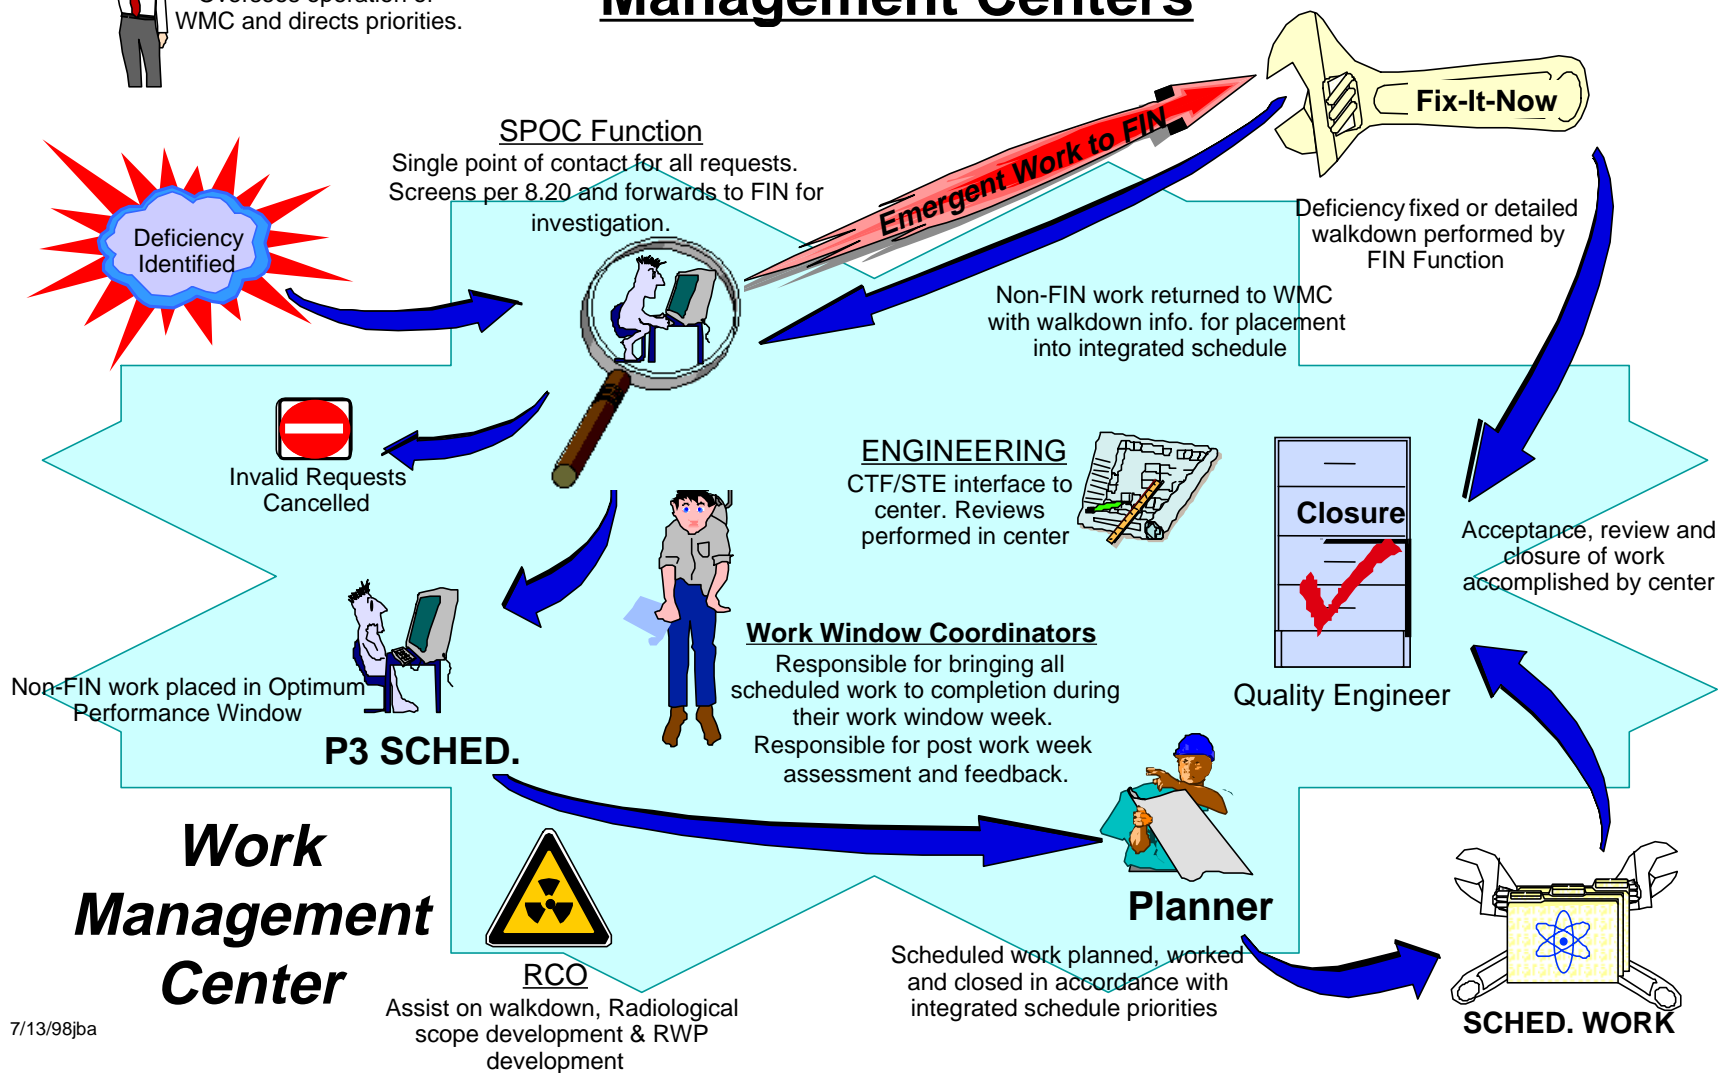 Oversees operation of
WMC and directs priorities.
Management Centers
Fix-It-Now
SPOC Function
Single point of contact for all requests.
Screens per 8.20 and forwards to FIN for
investigation.
Emergent Work to FIN
Deficiency
Identified
Deficiency fixed or detailed
walkdown performed by
FIN Function
Non-FIN work returned to WMC
with walkdown info. for placement
into integrated schedule
Invalid Requests
Cancelled
ENGINEERING
CTF/STE interface to
center. Reviews
performed in center
Closure
Acceptance, review and
closure of work
accomplished by center
Quality Engineer
Work Window Coordinators
Responsible for bringing all
scheduled work to completion during
their work window week.
Responsible for post work week
assessment and feedback.
Non-FIN work placed in Optimum
Performance Window
P3 SCHED.
Work
Management
Center
Planner
Scheduled work planned, worked
and closed in accordance with
integrated schedule priorities
RCO
Assist on walkdown, Radiological
scope development & RWP
development
SCHED. WORK
7/13/98jba